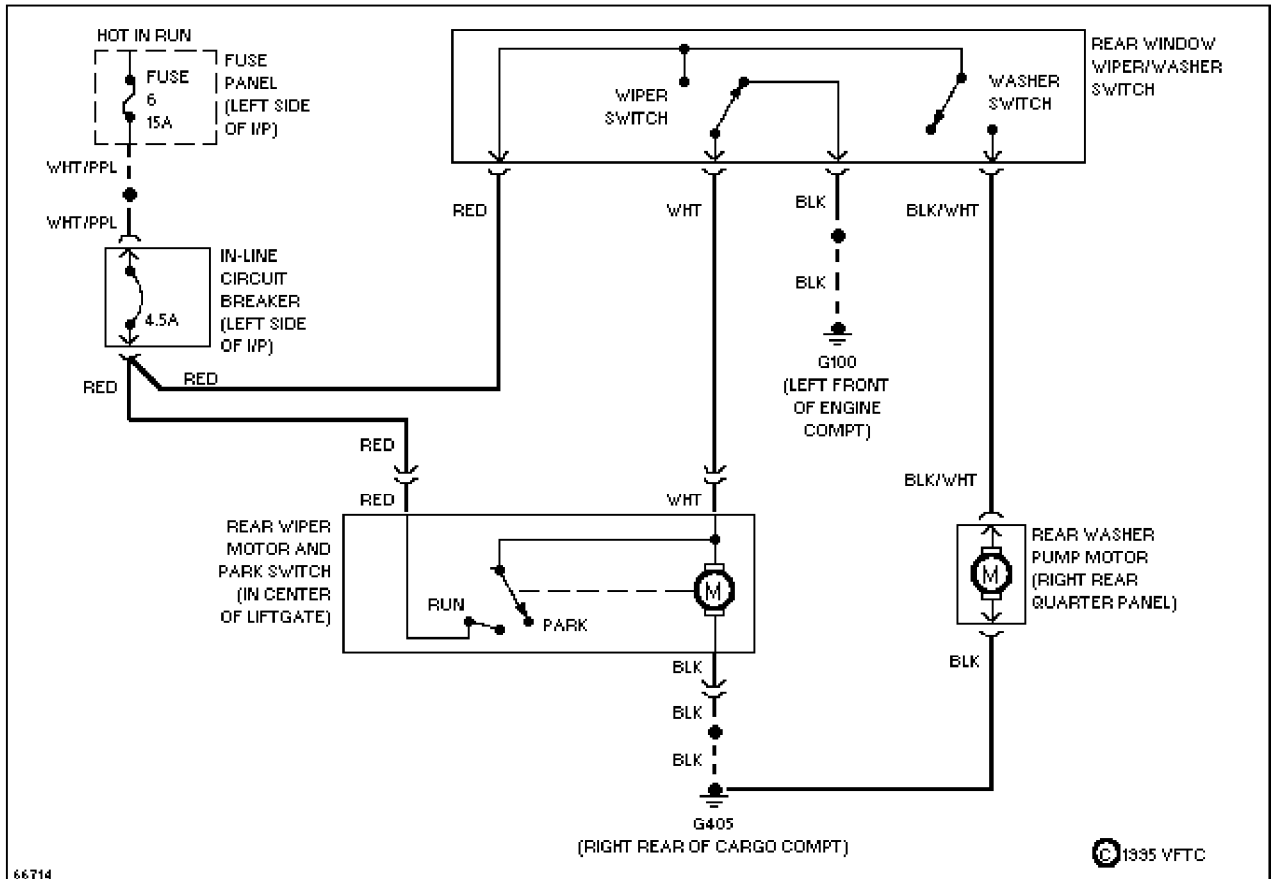 HOT IN RUN
FUSE
6
15A
FUSE
PANEL
(LEFT SIDE
OF I/P)
WHT/PPL
WHT/PPL
IN-LINE
CIRCUIT
BREAKER
(LEFT SIDE
OF I/P)
4.5A
RED
RED
REAR WINDOW
WIPER/WASHER
SWITCH
WIPER
SWITCH
WASHER
SWITCH
RED
WHT
BLK
BLK/WHT
BLK
G100
(LEFT FRONT
OF ENGINE
COMPT)
RED
RED
WHT
BLK/WHT
REAR WIPER
MOTOR AND
PARK SWITCH
(IN CENTER
OF LIFTGATE)
RUN
PARK
M
M
REAR WASHER
PUMP MOTOR
(RIGHT REAR
QUARTER PANEL)
BLK
BLK
BLK
BLK
G405
(RIGHT REAR OF CARGO COMPT)
© 1995 VFTC
66714